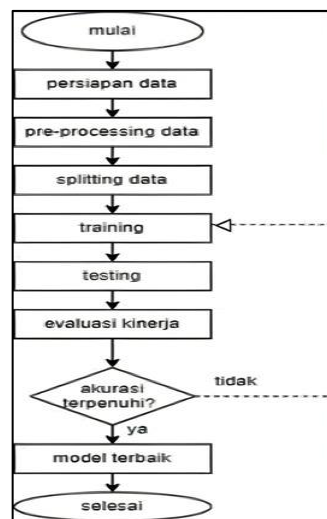 mulai
persiapan data
pre-processing data
splitting data
training
testing
evaluasi kinerja
akurasi
terpenuhi?
tidak
ya
model terbaik
selesai